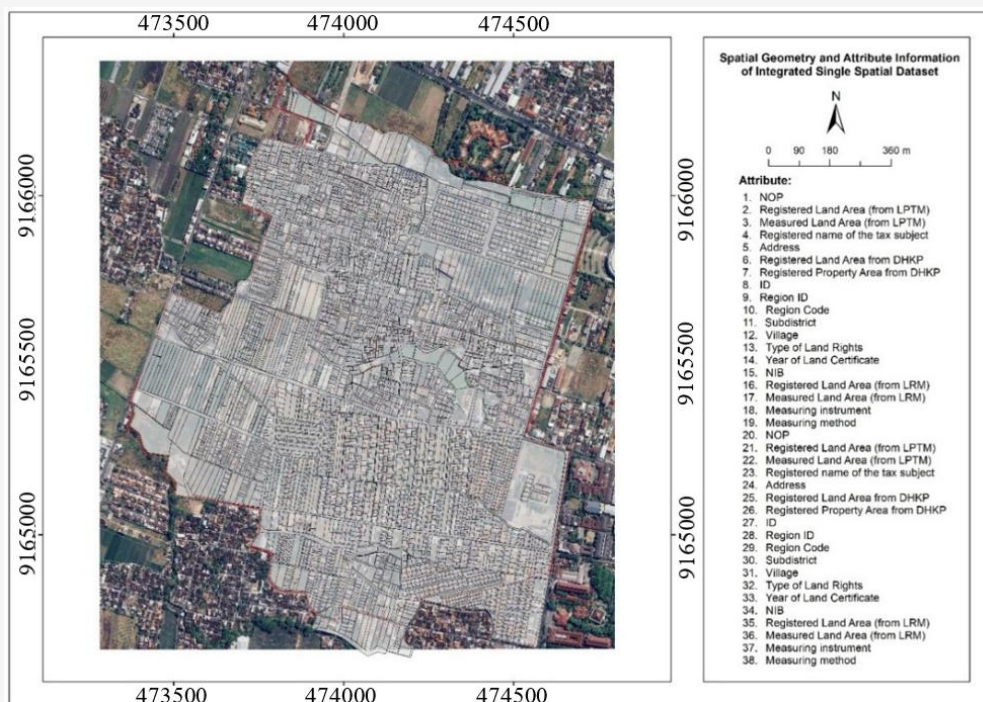 473500 474000 474500
9166000 9166000
9165500 9165500
9165000 9165000
473500 474000 474500
Spatial Geometry and Attribute Information
of Integrated Single Spatial Dataset
N
0 90 180 360 m
Attribute:
1. NOP
2. Registered Land Area (from LPTM)
3. Measured Land Area (from LPTM)
4. Registered name of the tax subject
5. Address
6. Registered Land Area from DHKP
7. Registered Property Area from DHKP
8. ID
9. Region ID
10. Region Code
11. Subdistrict
12. Village
13. Type of Land Rights
14. Year of Land Certificate
15. NIB
16. Registered Land Area (from LRM)
17. Measured Land Area (from LRM)
18. Measuring instrument
19. Measuring method
20. NOP
21. Registered Land Area (from LPTM)
22. Measured Land Area (from LPTM)
23. Registered name of the tax subject
24. Address
25. Registered Land Area from DHKP
26. Registered Property Area from DHKP
27. ID
28. Region ID
29. Region Code
30. Subdistrict
31. Village
32. Type of Land Rights
33. Year of Land Certificate
34. NIB
35. Registered Land Area (from LRM)
36. Measured Land Area (from LRM)
37. Measuring instrument
38. Measuring method